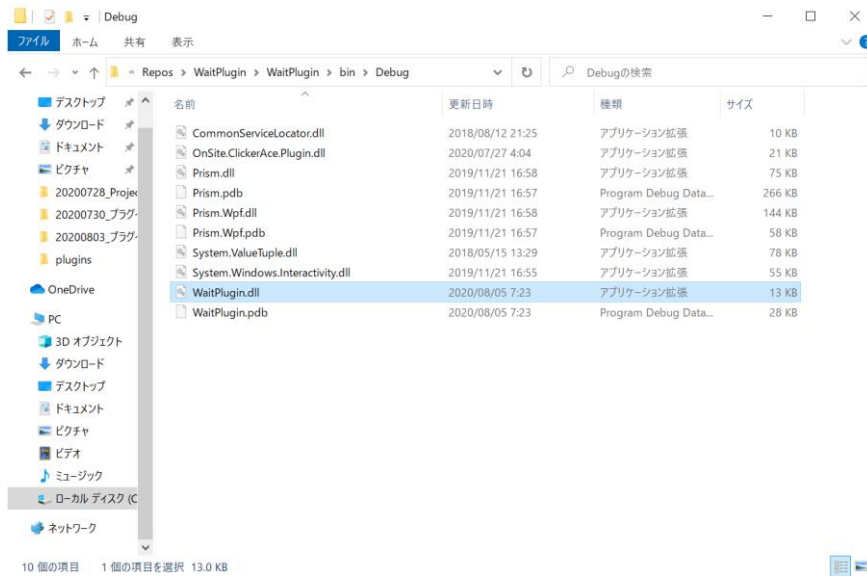 Debug
ファイル ホーム 共有 表示
« Repos > WaitPlugin > WaitPlugin > bin > Debug Debugの検索
デスクトップ
ダウンロード
ドキュメント
ピクチャ
20200728_Projec
20200730_プラグ
20200803_プラグ
plugins
OneDrive
PC
3D オブジェクト
ダウンロード
デスクトップ
ドキュメント
ピクチャ
ビデオ
ミュージック
ローカル ディスク (C
ネットワーク
名前 更新日時 種類 サイズ
CommonServiceLocator.dll 2018/08/12 21:25 アプリケーション拡張 10 KB
OnSite.ClickerAce.Plugin.dll 2020/07/27 4:04 アプリケーション拡張 21 KB
Prism.dll 2019/11/21 16:58 アプリケーション拡張 75 KB
Prism.pdb 2019/11/21 16:57 Program Debug Data... 266 KB
Prism.Wpf.dll 2019/11/21 16:58 アプリケーション拡張 144 KB
Prism.Wpf.pdb 2019/11/21 16:57 Program Debug Data... 58 KB
System.ValueTuple.dll 2018/05/15 13:29 アプリケーション拡張 78 KB
System.Windows.Interactivity.dll 2019/11/21 16:55 アプリケーション拡張 55 KB
WaitPlugin.dll 2020/08/05 7:23 アプリケーション拡張 13 KB
WaitPlugin.pdb 2020/08/05 7:23 Program Debug Data... 28 KB
10 個の項目 1 個の項目を選択 13.0 KB